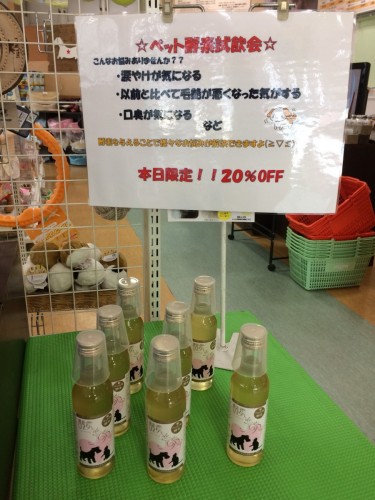 ☆ペット酵素試飲会☆
こんなお悩みありませんか??
・涙やけが気になる
・以前と比べて毛艶が悪くなった気がする
・口臭が気になる
など
本日限定!!20%OFF